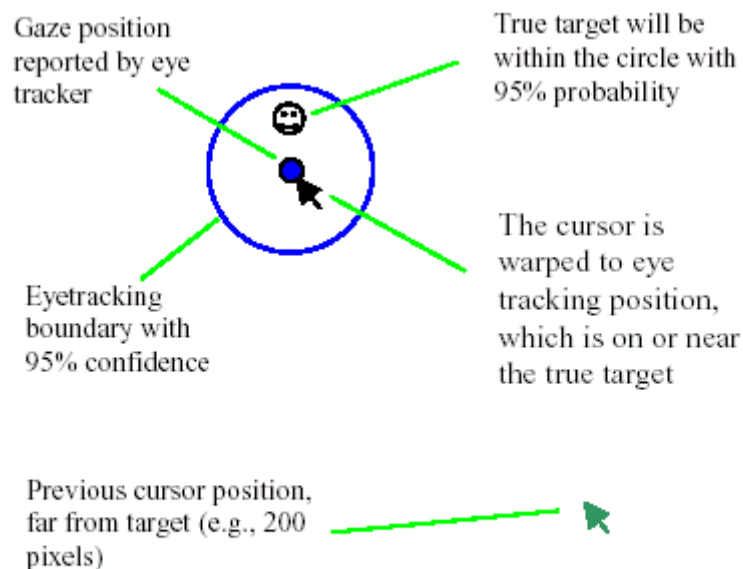 Gaze position
reported by eye
tracker
True target will be
within the circle with
95% probability
Eyetracking
boundary with
95% confidence
The cursor is
warped to eye
tracking position,
which is on or near
the true target
Previous cursor position,
far from target (e.g., 200
pixels)